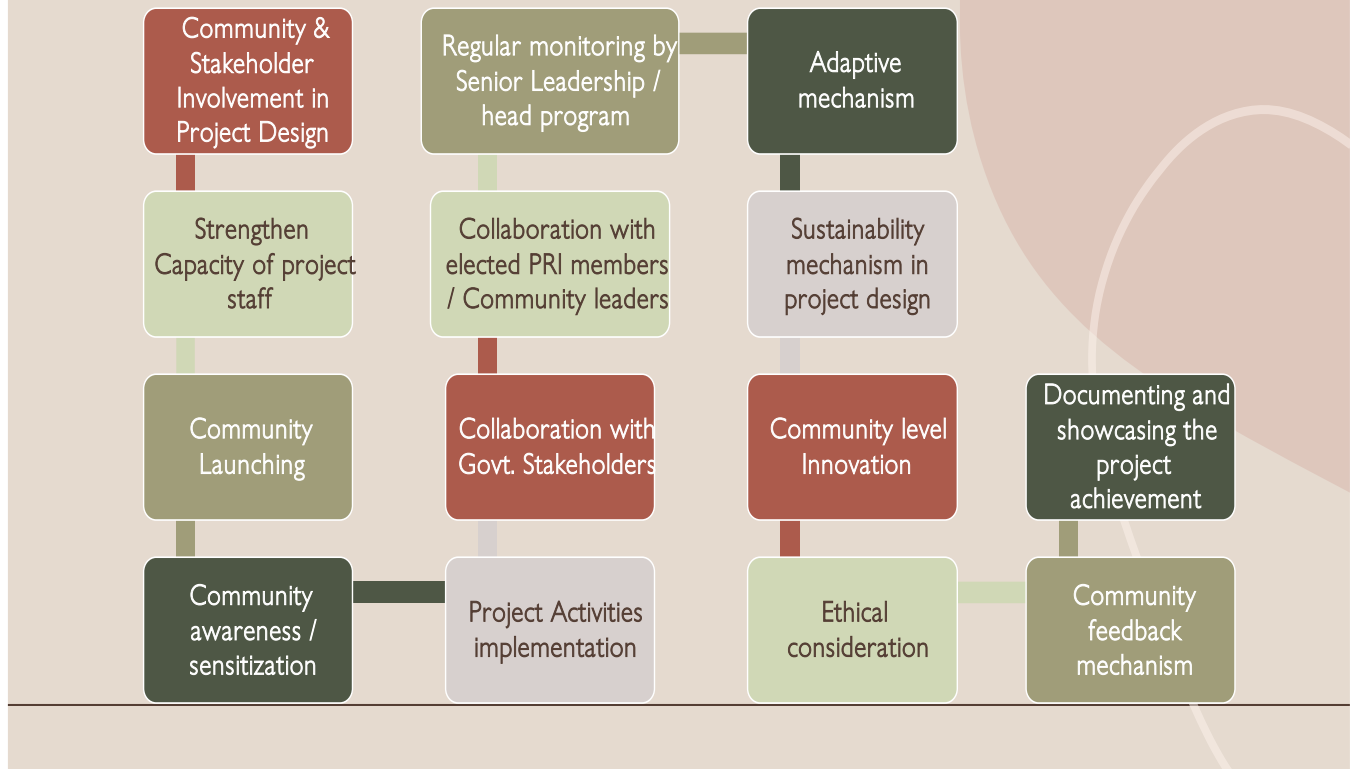 Community &
Stakeholder
Involvement in
Project Design
Strengthen
Capacity of project
staff
Community
Launching
Community
awareness /
sensitization
Project Activities
implementation
Collaboration with
Govt. Stakeholders
Collaboration with
elected PRI members
/ Community leaders
Regular monitoring by
Senior Leadership /
head program
Adaptive
mechanism
Sustainability
mechanism in
project design
Community level
Innovation
Ethical
consideration
Community
feedback
mechanism
Documenting and
showcasing the
project
achievement